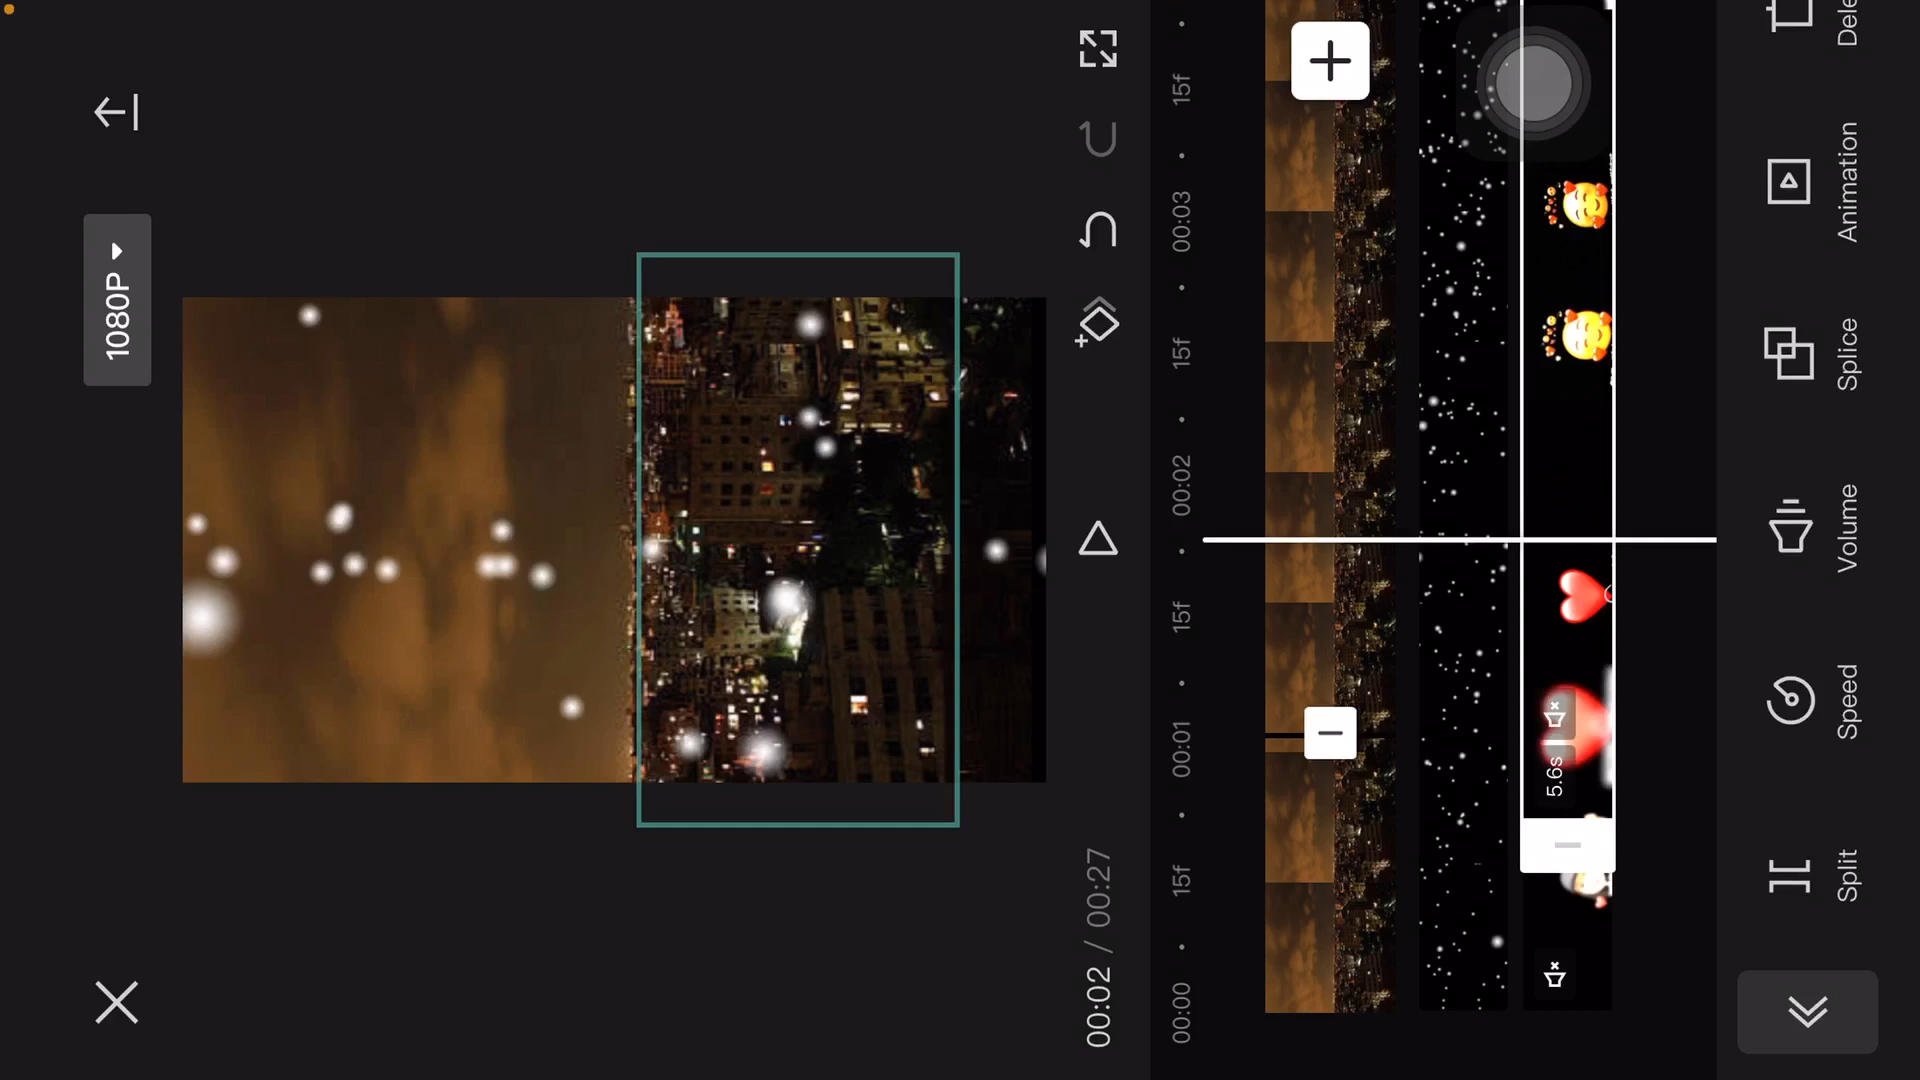 1080P
00:02 / 00:27
00:00
15f
00:01
15f
00:02
15f
00:03
15f
5.6s
Split
Speed
Volume
Splice
Animation
Dele